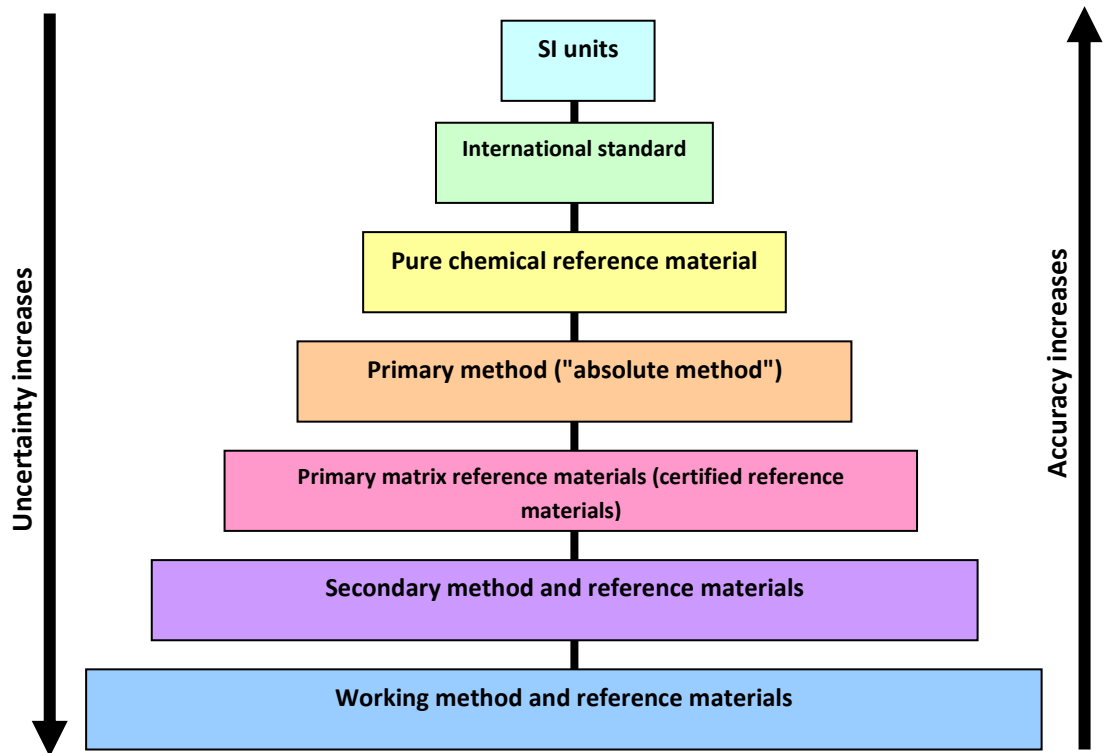 SI units
International standard
Pure chemical reference material
Primary method ("absolute method")
Primary matrix reference materials (certified reference
materials)
Secondary method and reference materials
Working method and reference materials
Uncertainty increases
Accuracy increases